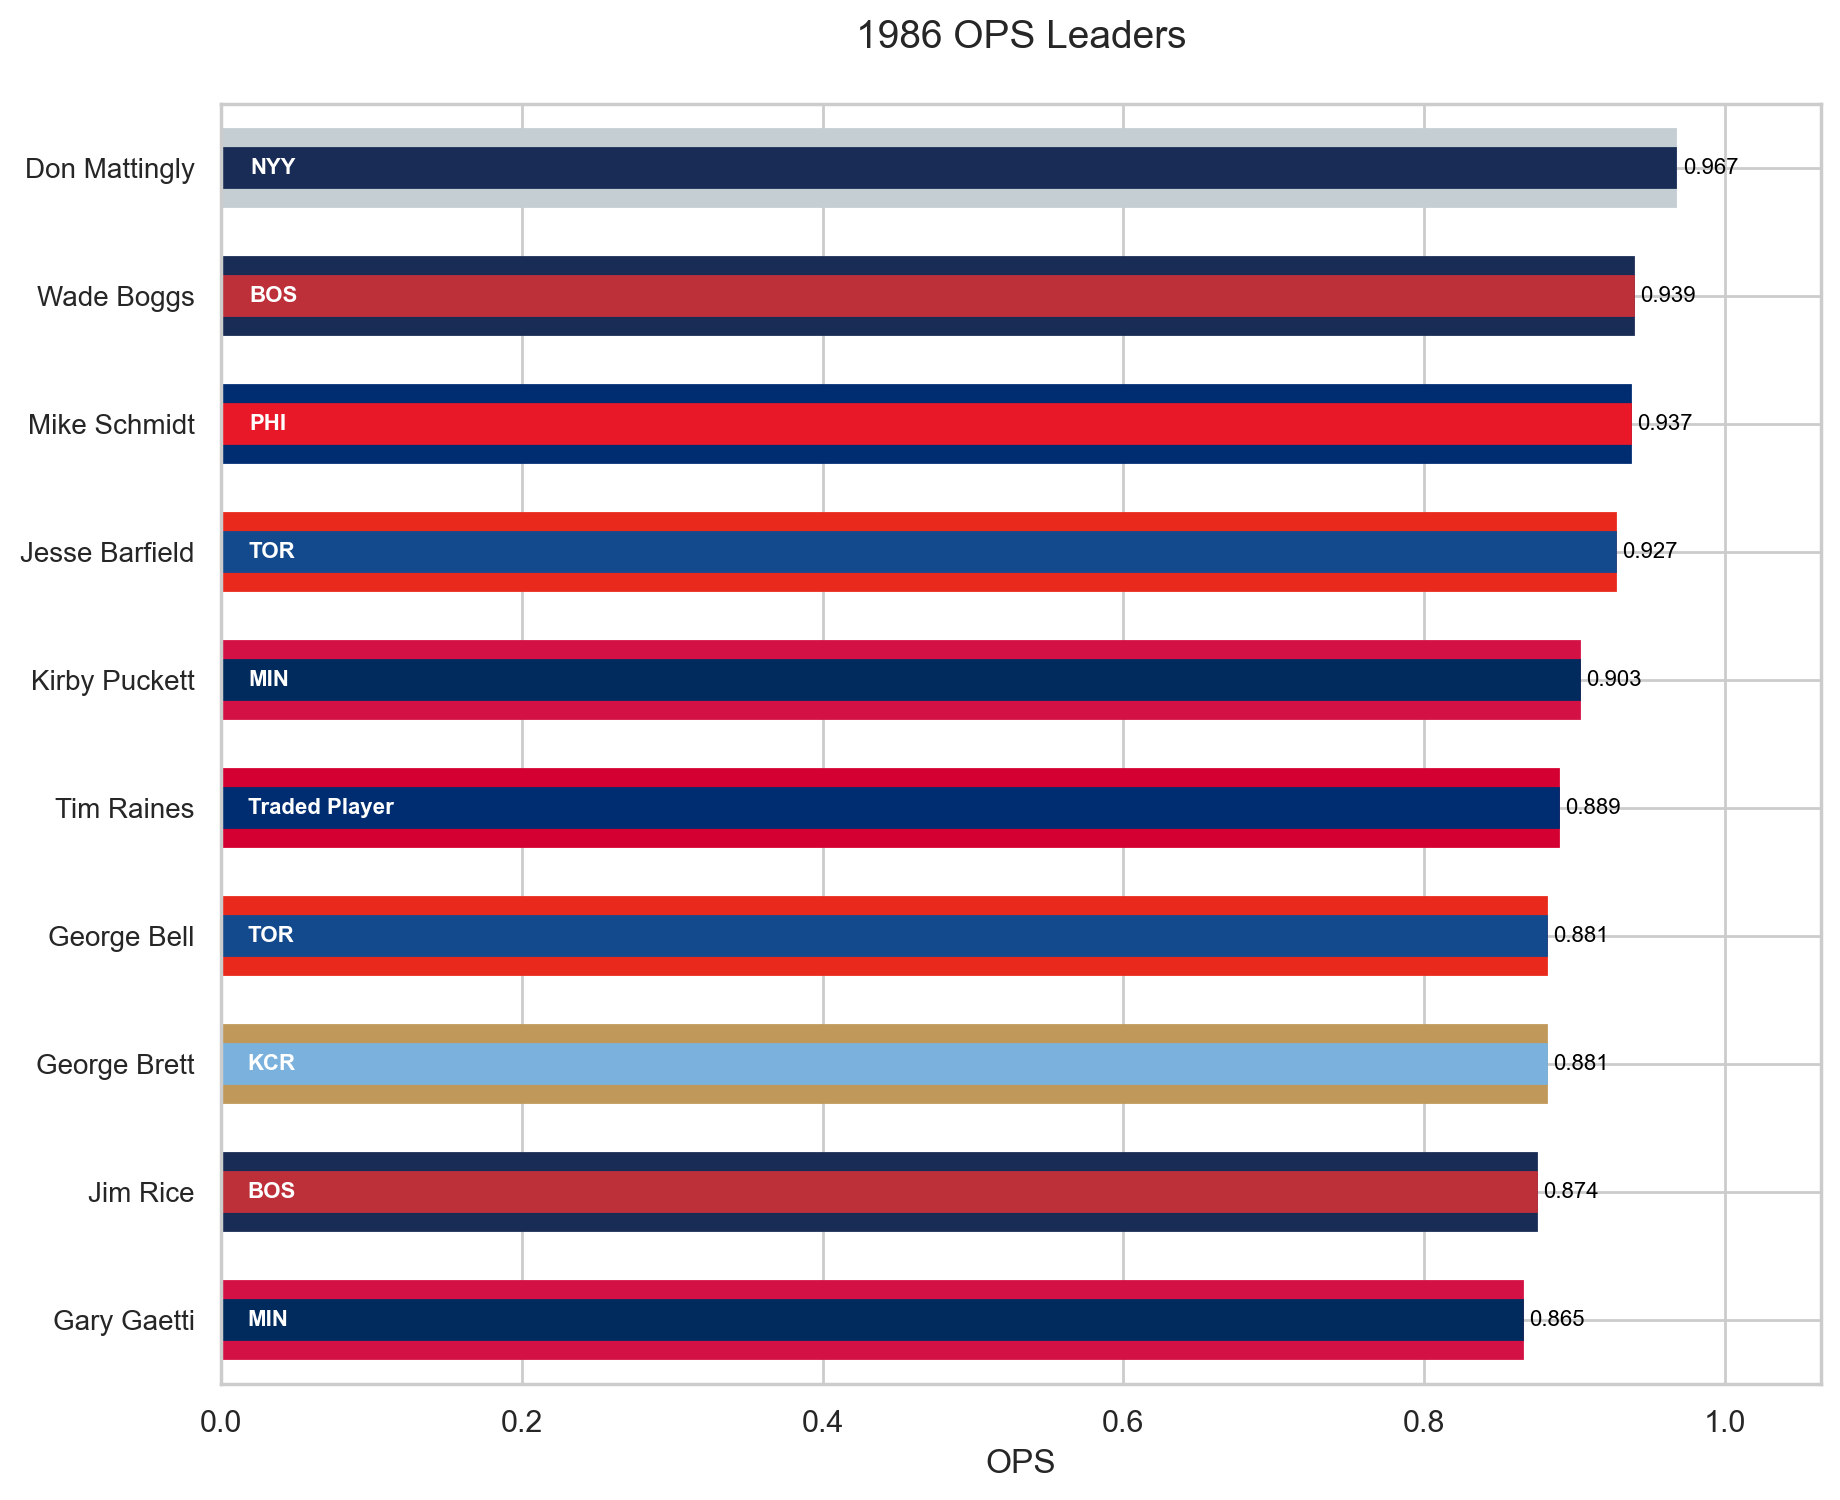 1986 OPS Leaders
Don Mattingly NYY 0.967
Wade Boggs BOS 0.939
Mike Schmidt PHI 0.937
Jesse Barfield TOR 0.927
Kirby Puckett MIN 0.903
Tim Raines Traded Player 0.889
George Bell TOR 0.881
George Brett KCR 0.881
Jim Rice BOS 0.874
Gary Gaetti MIN 0.865
0.0 0.2 0.4 0.6 0.8 1.0
OPS